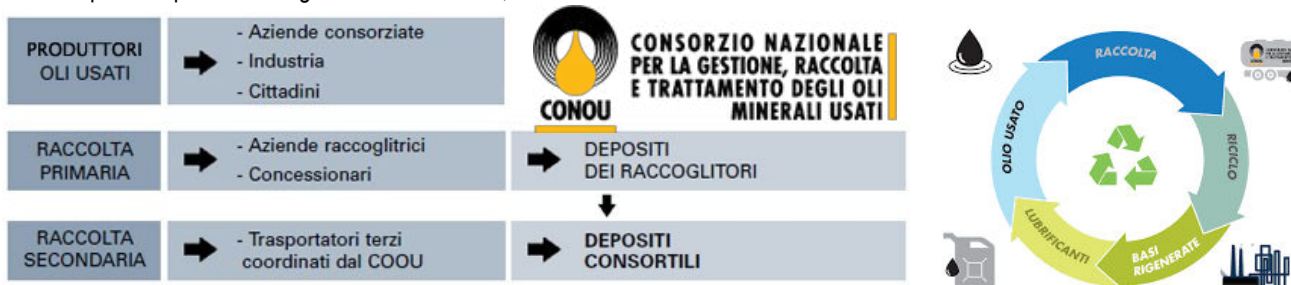 PRODUTTORI
OLI USATI
- Aziende consorziate
- Industria
- Cittadini
CONOU
CONSORZIO NAZIONALE
PER LA GESTIONE, RACCOLTA
E TRATTAMENTO DEGLI OLI
MINERALI USATI
RACCOLTA
PRIMARIA
- Aziende raccoglitrici
- Concessionari
DEPOSITI
DEI RACCOGLITORI
RACCOLTA
SECONDARIA
- Trasportatori terzi
coordinati dal COOU
DEPOSITI
CONSORTILI
RACCOLTA
RICICLO
BASI
RIGENERATE
LUBRIFICANTI
OLIO USATO